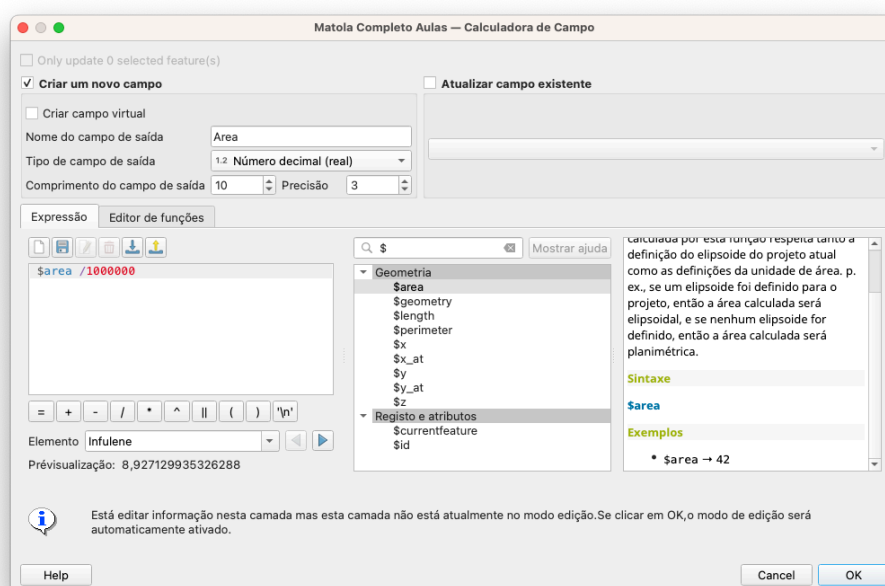 Matola Completo Aulas — Calculadora de Campo
Only update 0 selected feature(s)
Criar um novo campo
Atualizar campo existente
Criar campo virtual
Nome do campo de saída
Area
Tipo de campo de saída
1.2 Número decimal (real)
Comprimento do campo de saída
10
Precisão
3
Expressão
Editor de funções
$area /1000000
= + - / * ^ || ( ) '\n'
Elemento
Infulene
Prévisualização: 8,927129935326288
$
Mostrar ajuda
Geometria
$area
$geometry
$length
$perimeter
$x
$x_at
$y
$y_at
$z
Registo e atributos
$currentfeature
$id
calculada por esta função respeita tanto a
definição do elipsoide do projeto atual
como as definições da unidade de área. p.
ex., se um elipsoide foi definido para o
projeto, então a área calculada será
elipsoidal, e se nenhum elipsoide for
definido, então a área calculada será
planimétrica.
Sintaxe
$area
Exemplos
• $area → 42
Está editar informação nesta camada mas esta camada não está atualmente no modo edição.Se clicar em OK,o modo de edição será
automaticamente ativado.
Help
Cancel
OK